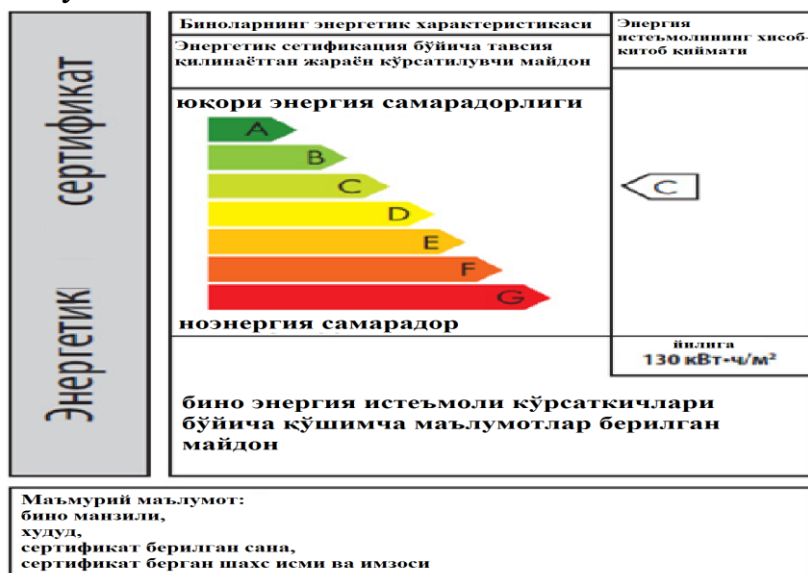 Энергетик сертификат
Биноларнинг энергетик характеристикаси
Энергетик сетификация бўйича тавсия
қилинаётган жараён кўрсатилувчи майдон
Энергия
истеъмолининг хисоб-
китоб қиймати
юқори энергия самарадорлиги
A
B
C
D
E
F
G
C
ноэнергия самарадор
йилига
130 кВт•ч/м²
бино энергия истеъмоли кўрсаткичлари
бўйича қўшимча маълумотлар берилган
майдон
Маъмурий маълумот:
бино манзили,
худуд,
сертификат берилган сана,
сертификат берган шахс исми ва имзоси